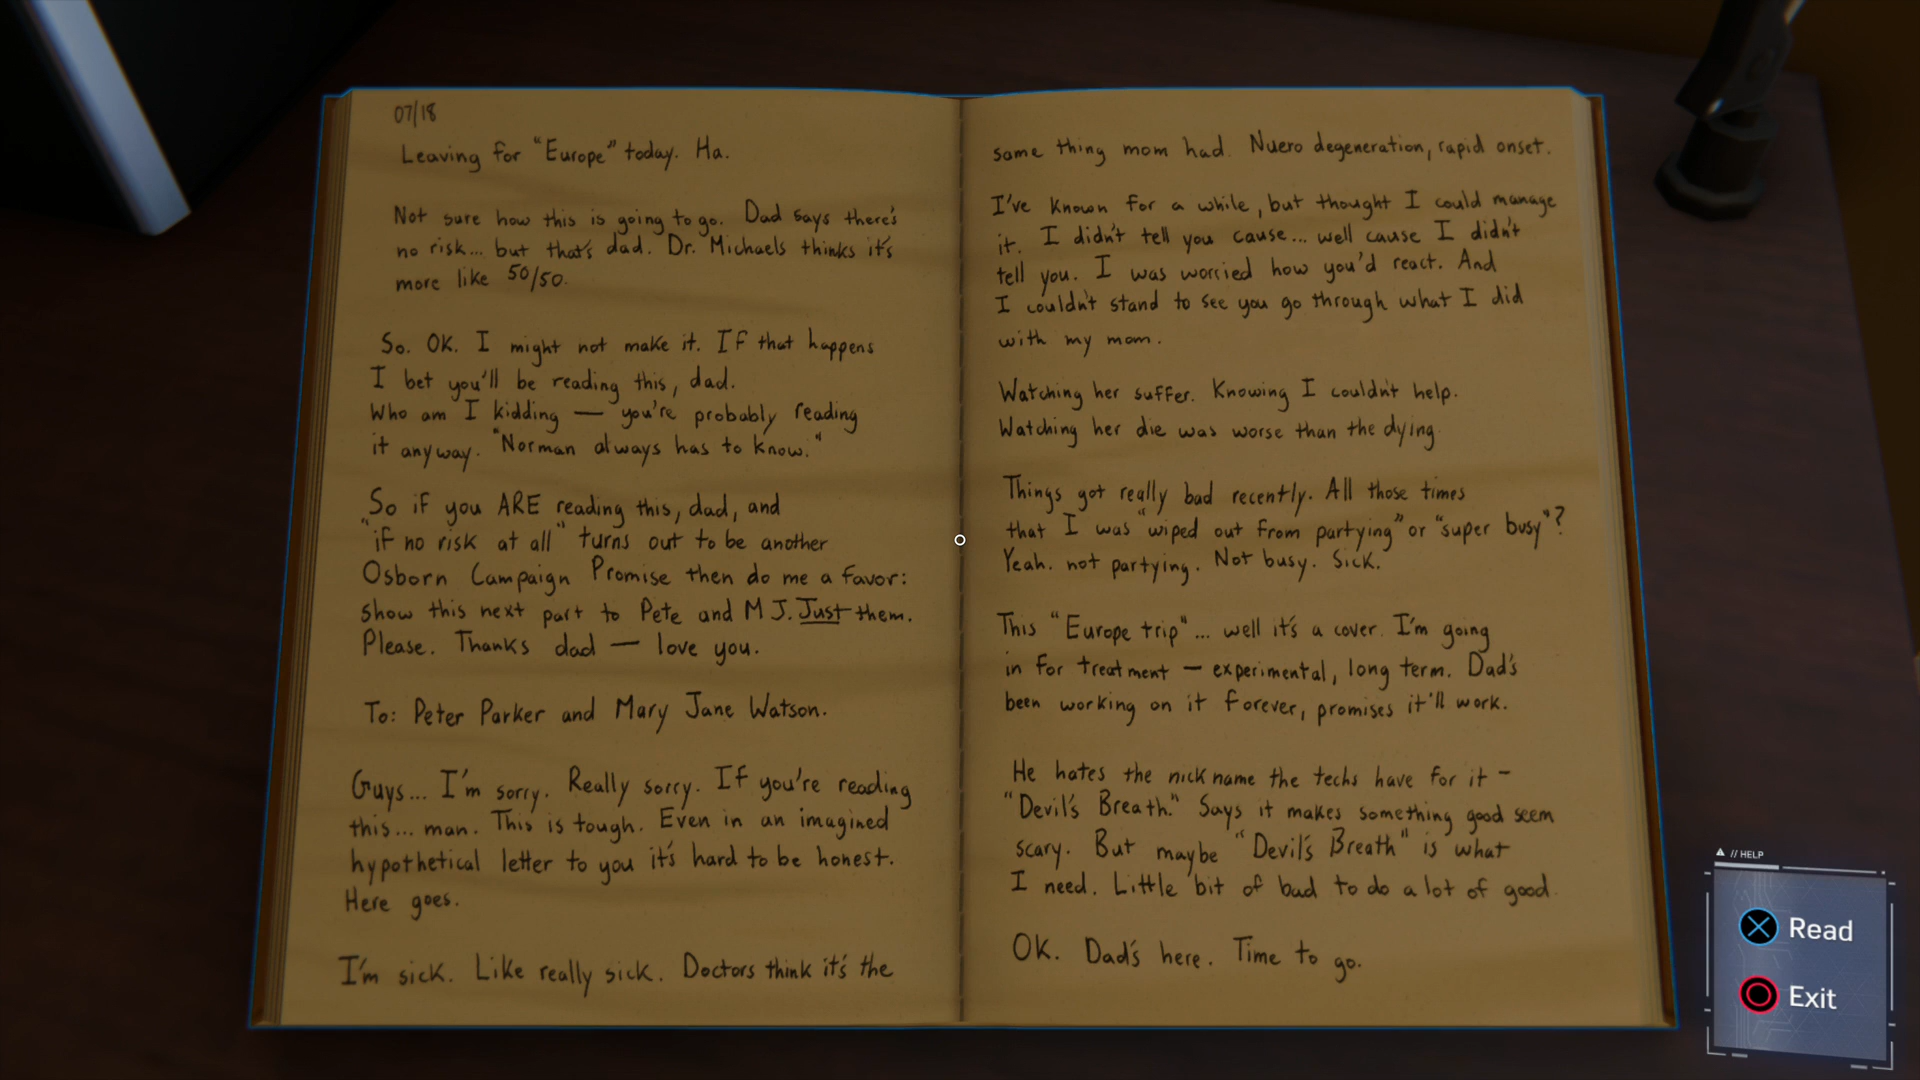 07/18
Leaving for "Europe" today. Ha.
Not sure how this is going to go. Dad says there's
no risk... but that's dad. Dr. Michaels thinks it's
more like 50/50.
So. OK. I might not make it. If that happens
I bet you'll be reading this, dad.
Who am I kidding — you're probably reading
it anyway. "Norman always has to know."
So if you ARE reading this, dad, and
"if no risk at all" turns out to be another
Osborn Campaign Promise then do me a favor:
show this next part to Pete and MJ. Just them.
Please. Thanks dad — love you.
To: Peter Parker and Mary Jane Watson.
Guys... I'm sorry. Really sorry. If you're reading
this... man. This is tough. Even in an imagined
hypothetical letter to you it's hard to be honest.
Here goes.
I'm sick. Like really sick. Doctors think it's the
same thing mom had. Nuero degeneration, rapid onset.
I've known for a while, but thought I could manage
it. I didn't tell you cause... well cause I didn't
tell you. I was worried how you'd react. And
I couldn't stand to see you go through what I did
with my mom.
Watching her suffer. Knowing I couldn't help.
Watching her die was worse than the dying.
Things got really bad recently. All those times
that I was "wiped out from partying" or "super busy"?
Yeah. not partying. Not busy. Sick.
This "Europe trip"... well it's a cover. I'm going
in for treatment — experimental, long term. Dad's
been working on it forever, promises it'll work.
He hates the nickname the techs have for it -
"Devil's Breath." Says it makes something good seem
scary. But maybe "Devil's Breath" is what
I need. Little bit of bad to do a lot of good.
OK. Dad's here. Time to go.
// HELP
Read
Exit